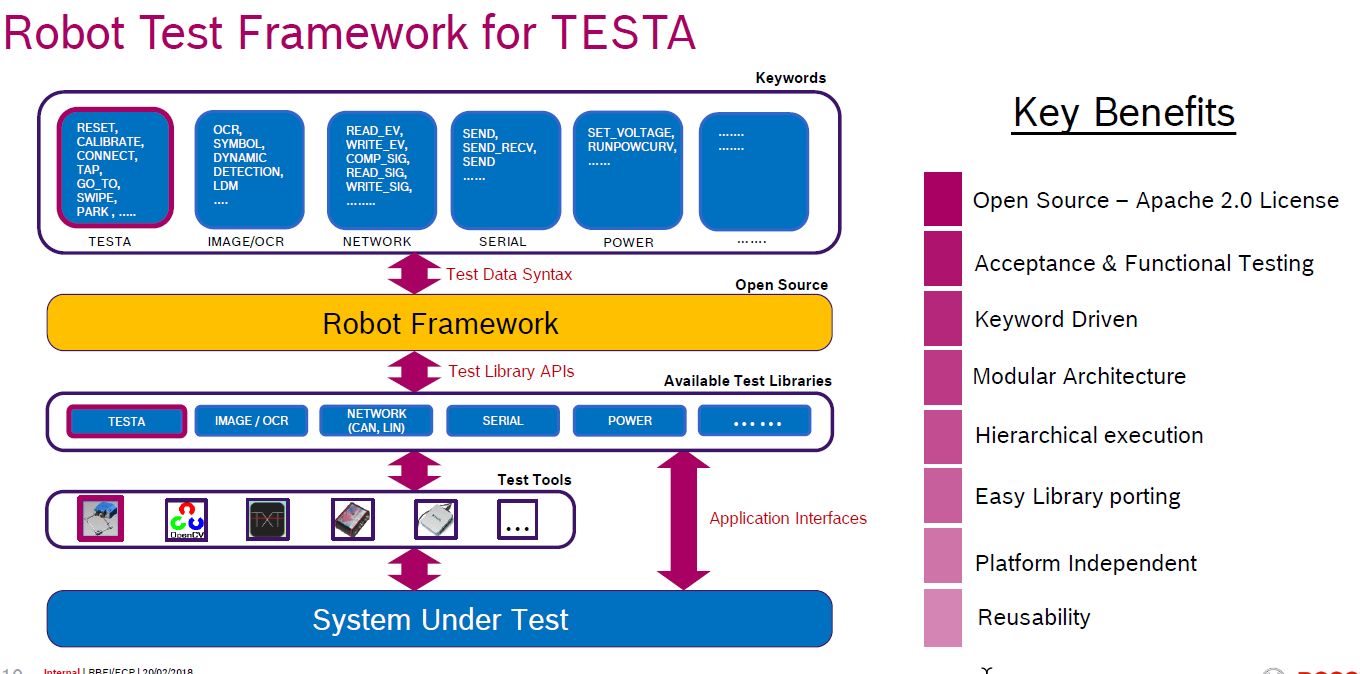 Robot Test Framework for TESTA
Keywords
RESET,
CALIBRATE,
CONNECT,
TAP,
GO_TO,
SWIPE,
PARK , .....
TESTA
OCR,
SYMBOL,
DYNAMIC
DETECTION,
LDM
....
IMAGE/OCR
READ_EV,
WRITE_EV,
COMP_SIG,
READ_SIG,
WRITE_SIG,
........
NETWORK
SEND,
SEND_RECV,
SEND
......
SERIAL
SET_VOLTAGE,
RUNPOWCURV,
......
POWER
.......
.......
.......
Test Data Syntax
Open Source
Robot Framework
Test Library APIs
Available Test Libraries
TESTA
IMAGE / OCR
NETWORK
(CAN, LIN)
SERIAL
POWER
......
Test Tools
OpenCV
TXT
...
Application Interfaces
System Under Test
Key Benefits
Open Source – Apache 2.0 License
Acceptance & Functional Testing
Keyword Driven
Modular Architecture
Hierarchical execution
Easy Library porting
Platform Independent
Reusability
Internal | RBEI/ECP | 20/02/2018